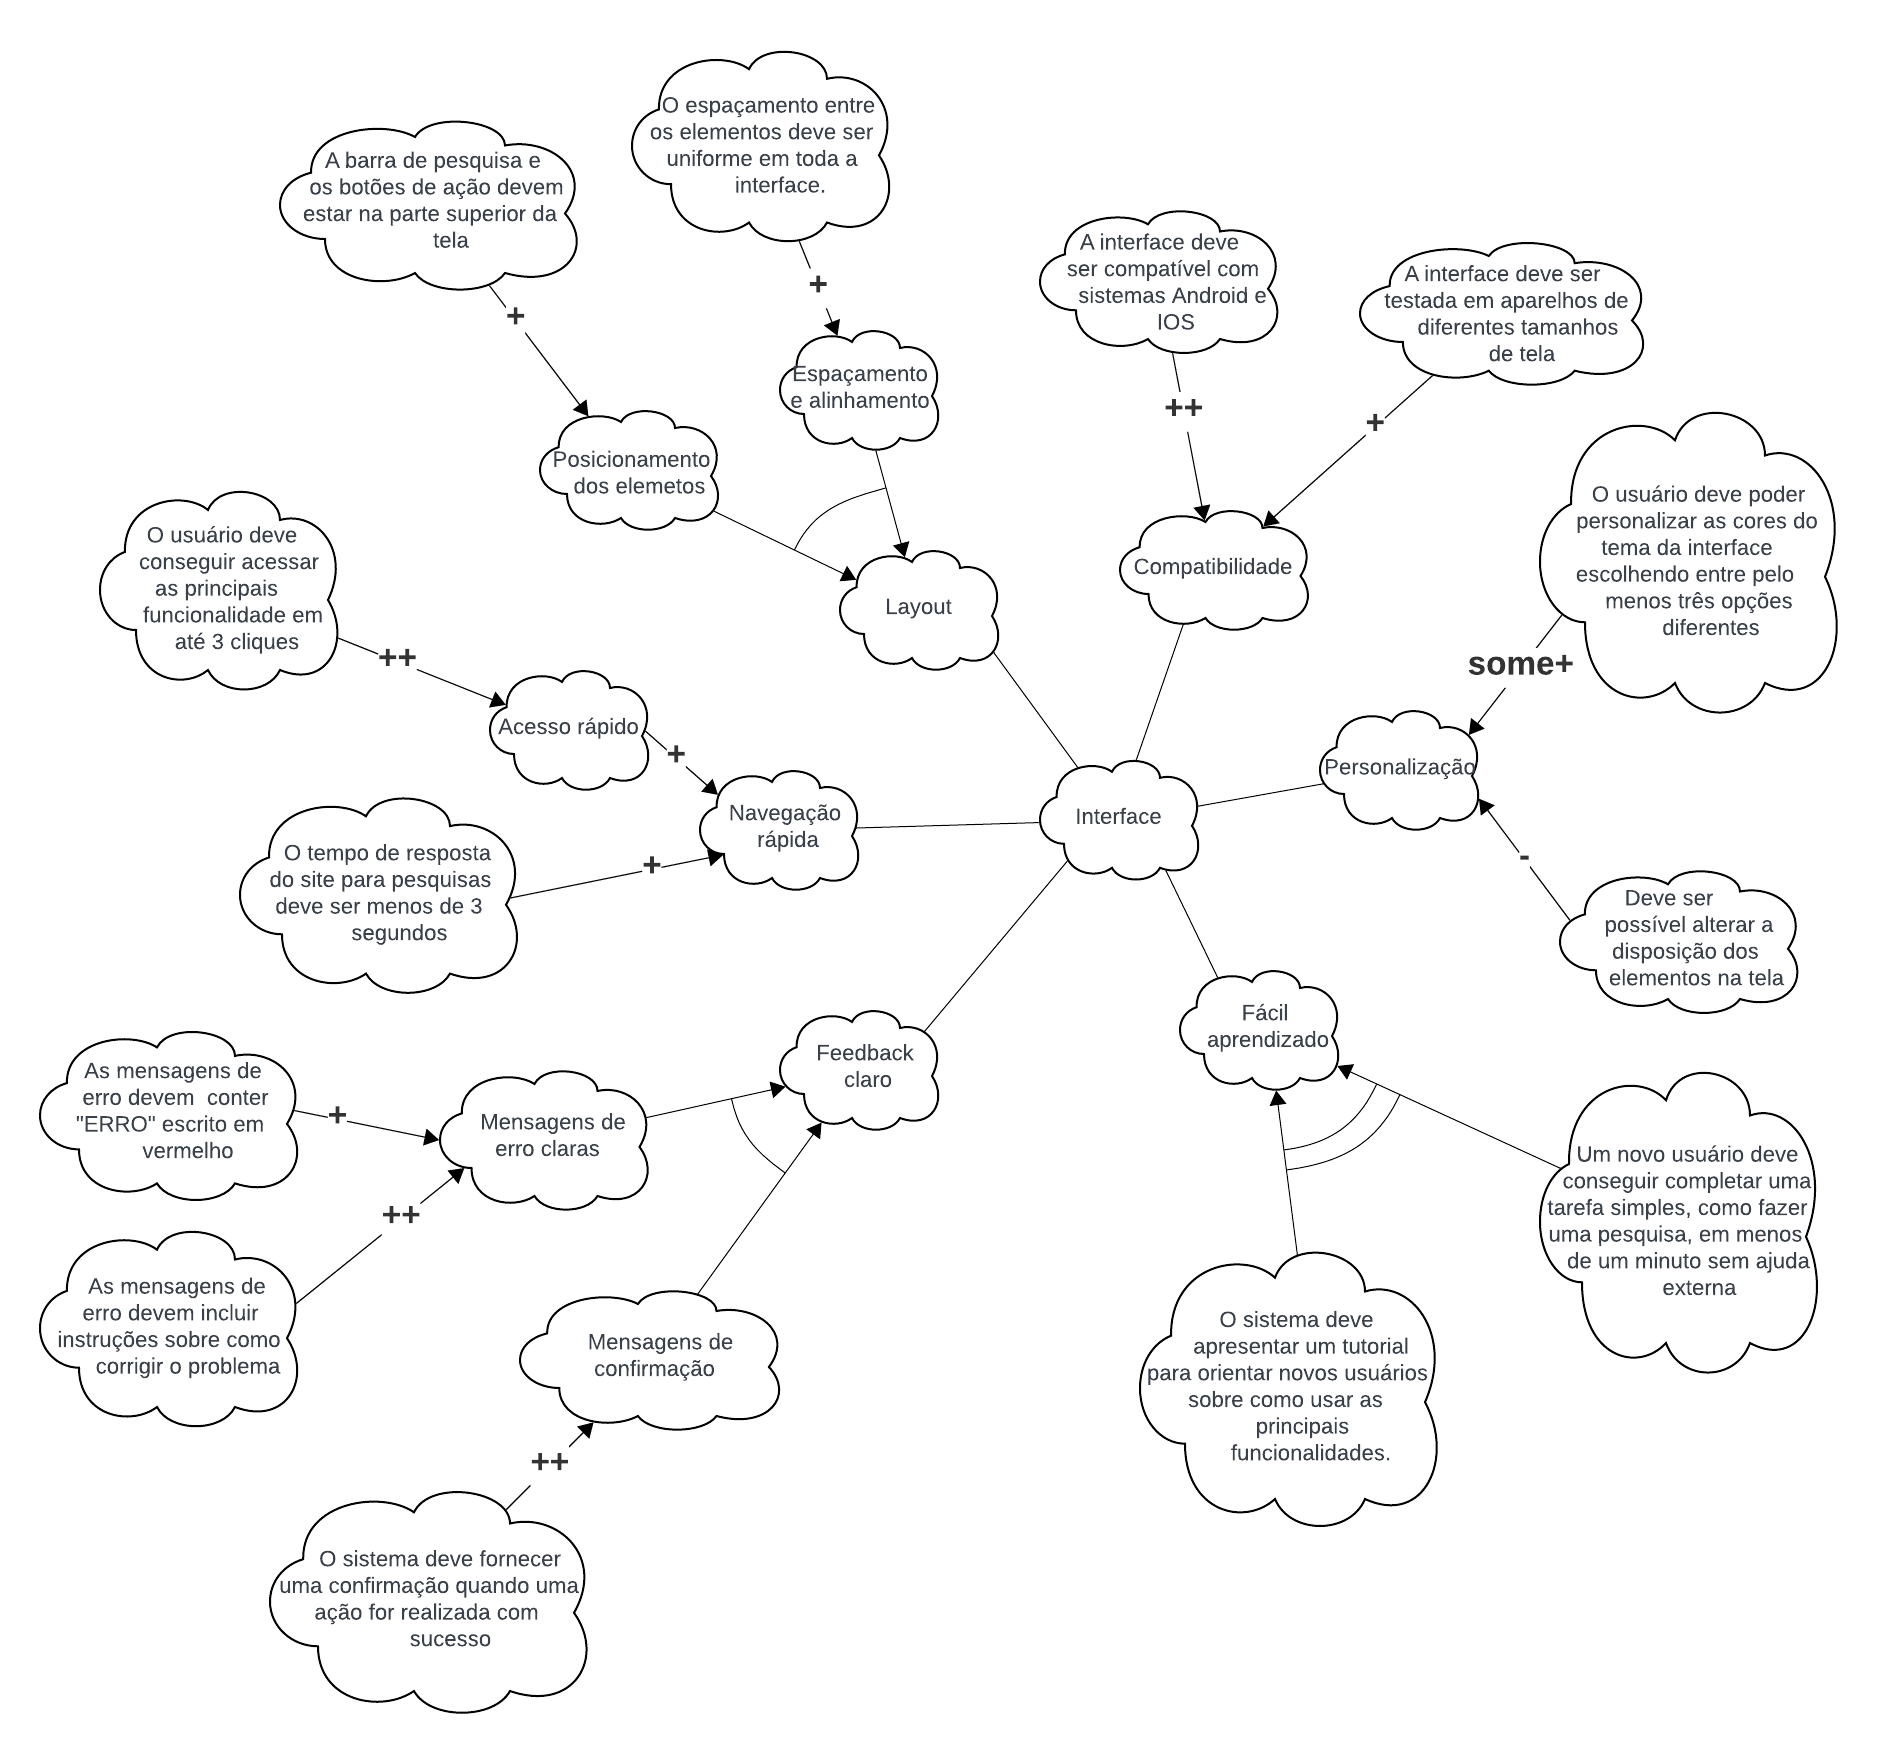 O espaçamento entre
os elementos deve ser
uniforme em toda a
interface.
A barra de pesquisa e
os botões de ação devem
estar na parte superior da
tela
+
+
A interface deve
ser compatível com
sistemas Android e
IOS
A interface deve ser
testada em aparelhos de
diferentes tamanhos
de tela
Espaçamento
e alinhamento
++
+
Posicionamento
dos elemetos
O usuário deve poder
personalizar as cores do
tema da interface
escolhendo entre pelo
menos três opções
diferentes
O usuário deve
conseguir acessar
as principais
funcionalidade em
até 3 cliques
Compatibilidade
Layout
++
some+
Acesso rápido
+
Personalização
Navegação
rápida
Interface
O tempo de resposta
do site para pesquisas
deve ser menos de 3
segundos
+
-
Deve ser
possível alterar a
disposição dos
elementos na tela
Fácil
aprendizado
Feedback
claro
As mensagens de
erro devem  conter
"ERRO" escrito em
vermelho
+
Mensagens de
erro claras
Um novo usuário deve
conseguir completar uma
tarefa simples, como fazer
uma pesquisa, em menos
de um minuto sem ajuda
externa
++
As mensagens de
erro devem incluir
instruções sobre como
corrigir o problema
Mensagens de
confirmação
O sistema deve
apresentar um tutorial
para orientar novos usuários
sobre como usar as
principais
funcionalidades.
++
O sistema deve fornecer
uma confirmação quando uma
ação for realizada com
sucesso